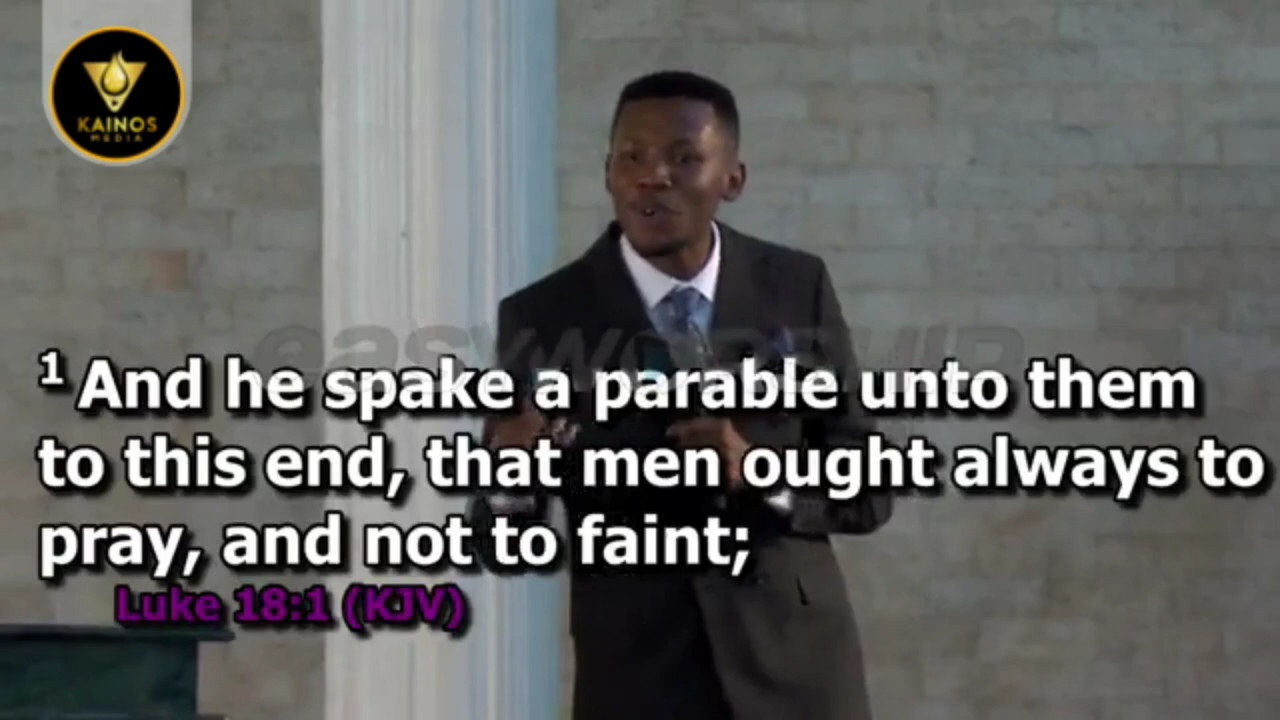 KAINOS
MEDIA
easyworship
1 And he spake a parable unto them
to this end, that men ought always to
pray, and not to faint;
Luke 18:1 (KJV)